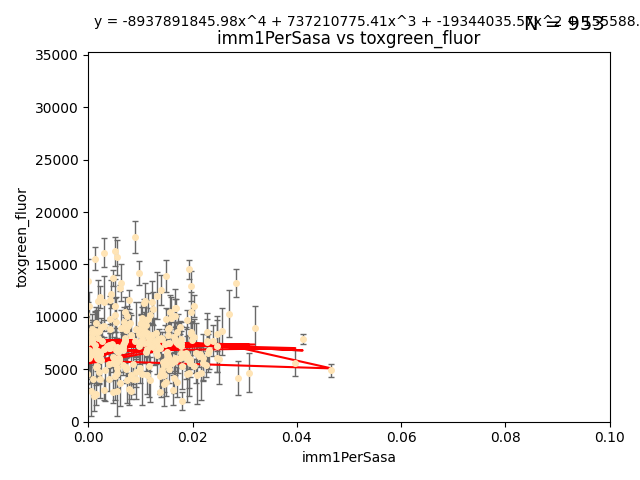 y = -8937891845.98x^4 + 737210775.41x^3 + -19344035.57x^2
N = 953
imm1PerSasa vs toxgreen_fluor
35000
30000
25000
20000
15000
10000
5000
0
toxgreen_fluor
0.00 0.02 0.04 0.06 0.08 0.10
imm1PerSasa